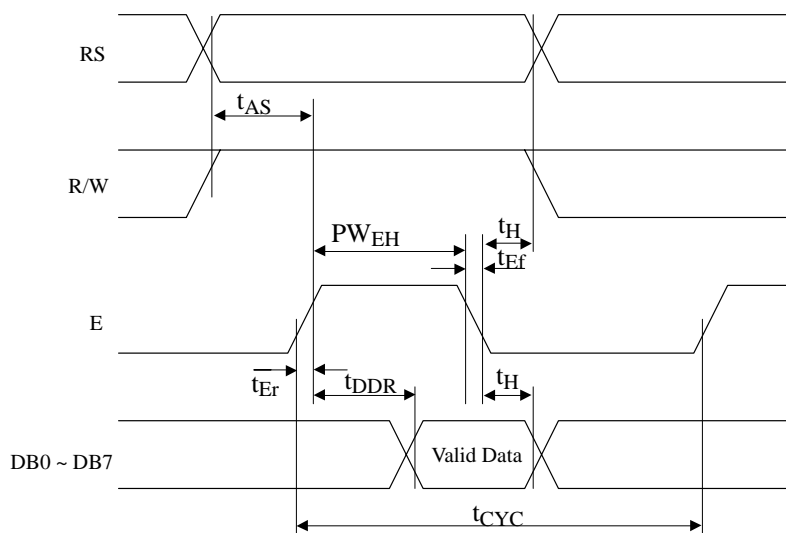 RS
tAS
R/W
tH
PWEH
tEf
E
tEr
tDDR
tH
DB0 ~ DB7
Valid Data
tCYC